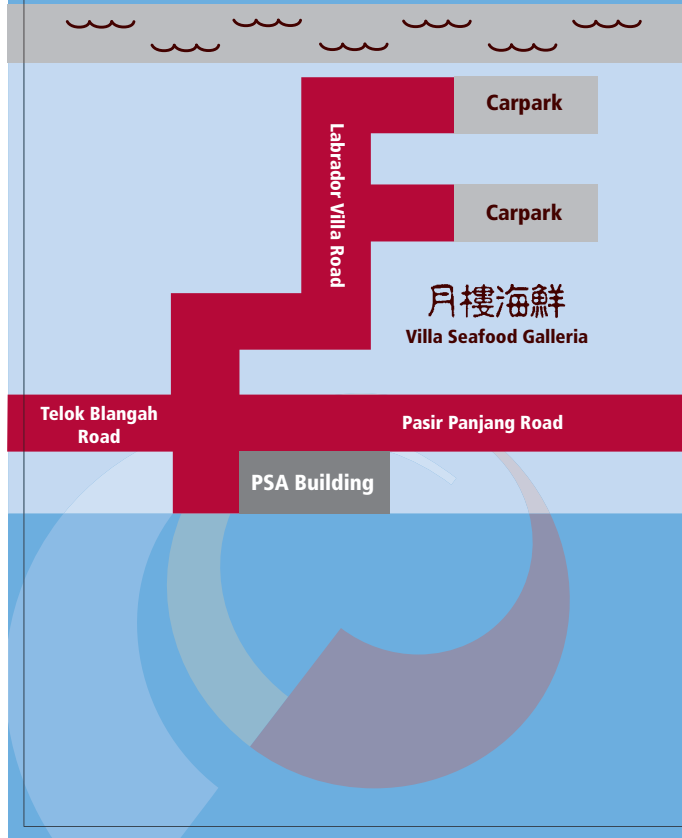 Carpark
Labrador Villa Road
Carpark
月樓海鮮
Villa Seafood Galleria
Telok Blangah
Road
Pasir Panjang Road
PSA Building